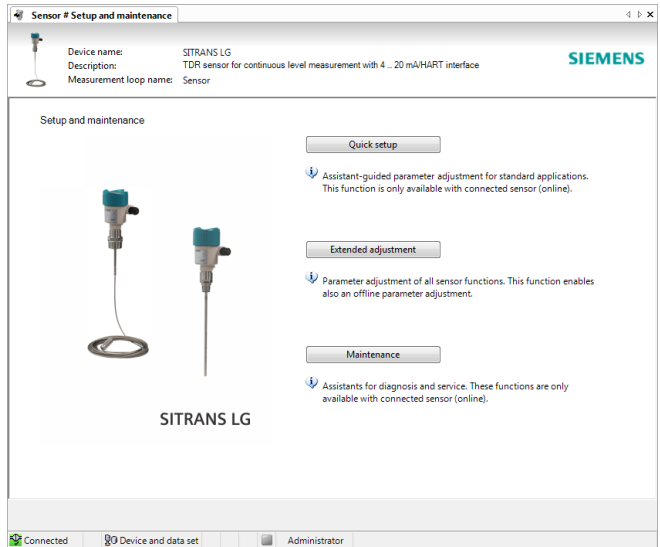 Sensor # Setup and maintenance
Device name: SITRANS LG
Description: TDR sensor for continuous level measurement with 4 .. 20 mA/HART interface
Measurement loop name: Sensor
SIEMENS
Setup and maintenance
Quick setup
Assistant-guided parameter adjustment for standard applications.
This function is only available with connected sensor (online).
Extended adjustment
Parameter adjustment of all sensor functions. This function enables
also an offline parameter adjustment.
Maintenance
Assistants for diagnosis and service. These functions are only
available with connected sensor (online).
SITRANS LG
Connected Device and data set Administrator